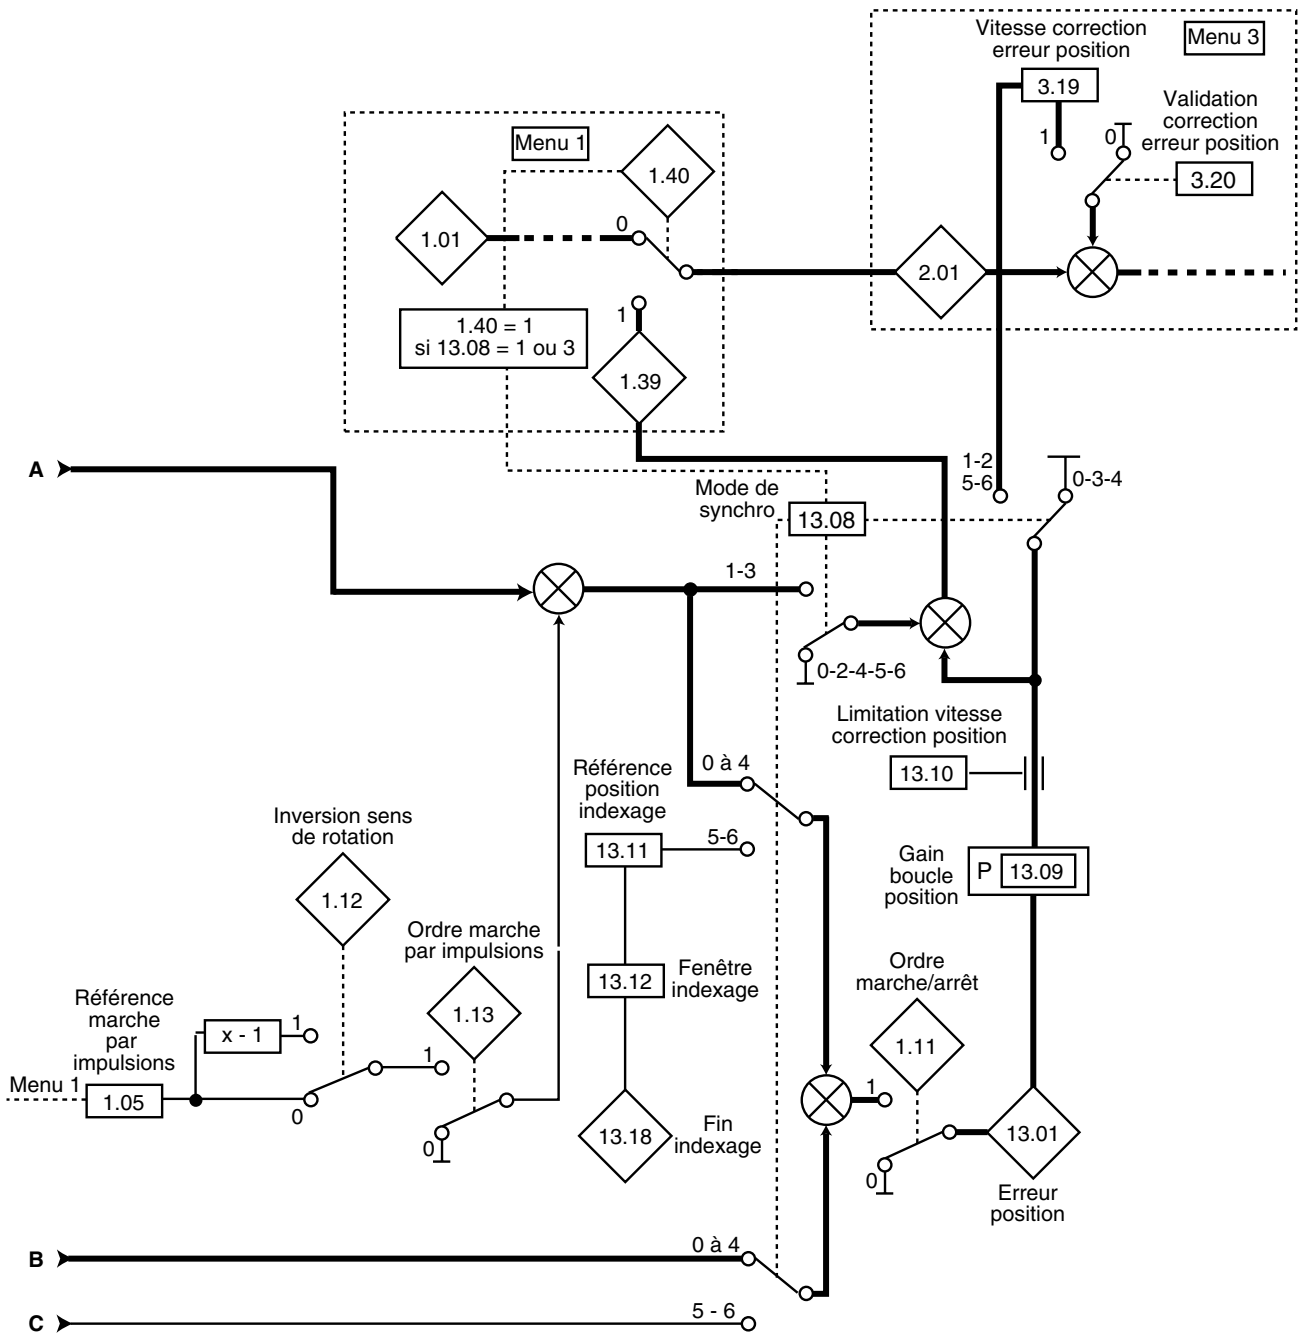 Vitesse correction
erreur position
Menu 3
3.19
Validation
correction
erreur position
1
0
3.20
Menu 1
1.40
1.01
0
2.01
1
1.40 = 1
si 13.08 = 1 ou 3
1.39
A
1-2
5-6
0-3-4
Mode de
synchro
13.08
1-3
0-2-4-5-6
Limitation vitesse
correction position
13.10
0 à 4
Référence
position
indexage
13.11
5-6
Inversion sens
de rotation
1.12
Gain
boucle
position
P
13.09
Ordre marche
par impulsions
1.13
13.12
Fenêtre
indexage
Ordre
marche/arrêt
1.11
Référence
marche
par
impulsions
x - 1
1
1
Menu 1
1.05
0
0
13.18
Fin
indexage
1
0
13.01
Erreur
position
B
0 à 4
C
5 - 6